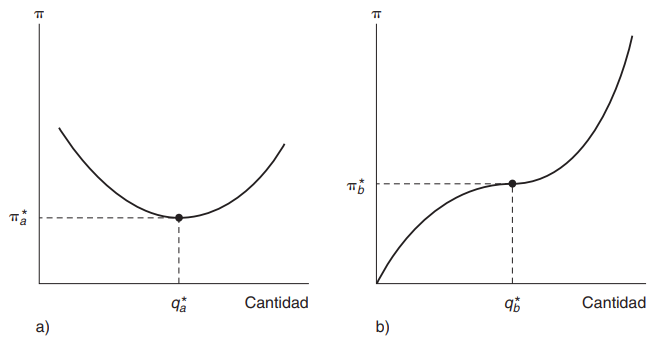 π
π
π*a
π*b
q*a
Cantidad
q*b
Cantidad
a)
b)